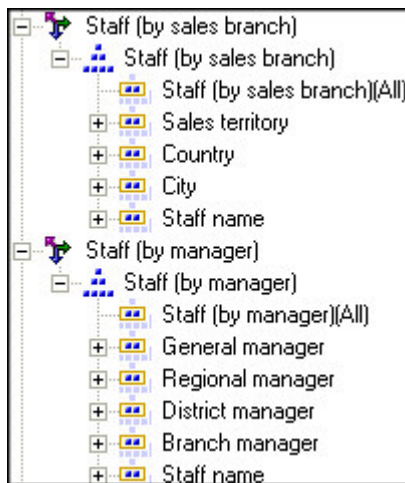 Staff (by sales branch)
Staff (by sales branch)
Staff (by sales branch)(All)
Sales territory
Country
City
Staff name
Staff (by manager)
Staff (by manager)
Staff (by manager)(All)
General manager
Regional manager
District manager
Branch manager
Staff name